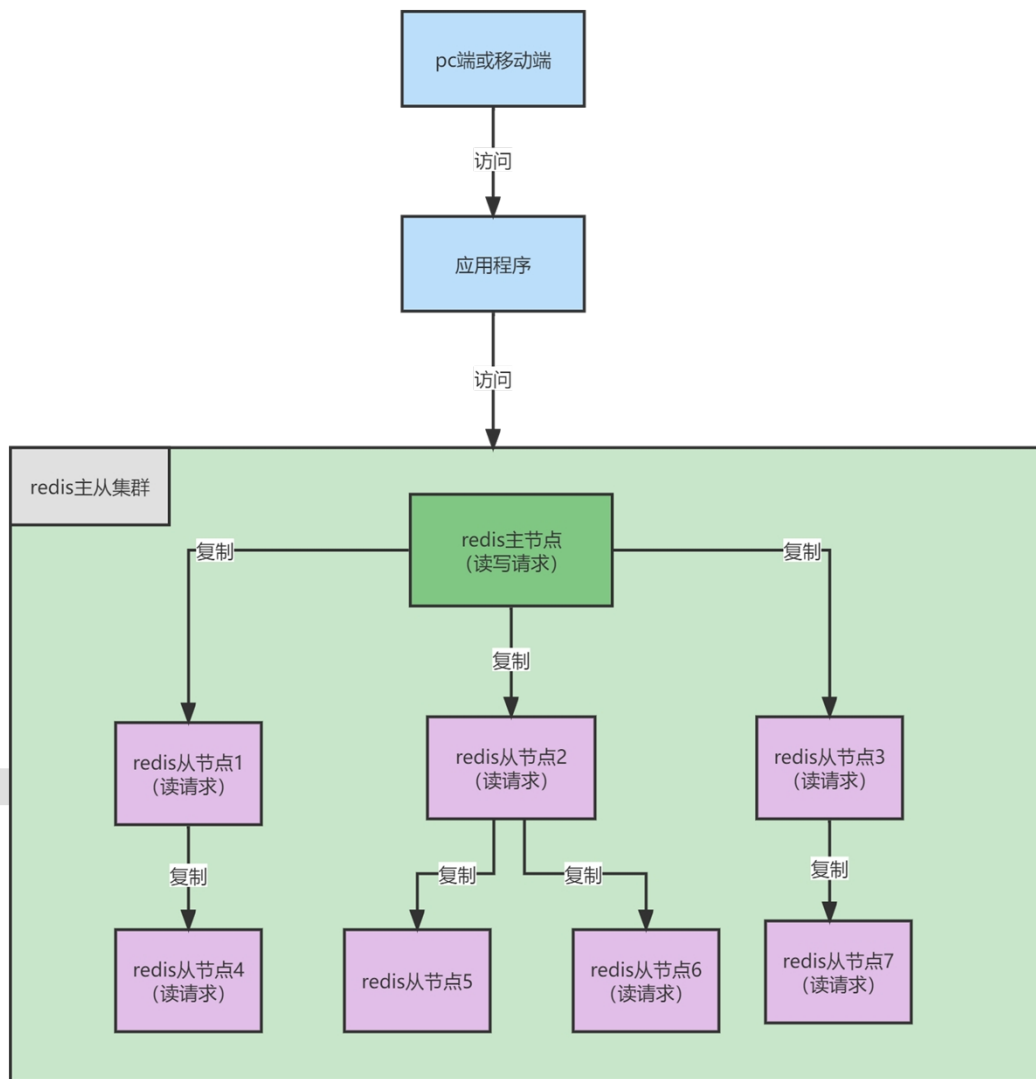 pc端或移动端
访问
应用程序
访问
redis主从集群
redis主节点
（读写请求）
复制
复制
复制
redis从节点1
（读请求）
redis从节点2
（读请求）
redis从节点3
（读请求）
复制
复制
复制
复制
redis从节点4
（读请求）
redis从节点5
redis从节点6
（读请求）
redis从节点7
（读请求）